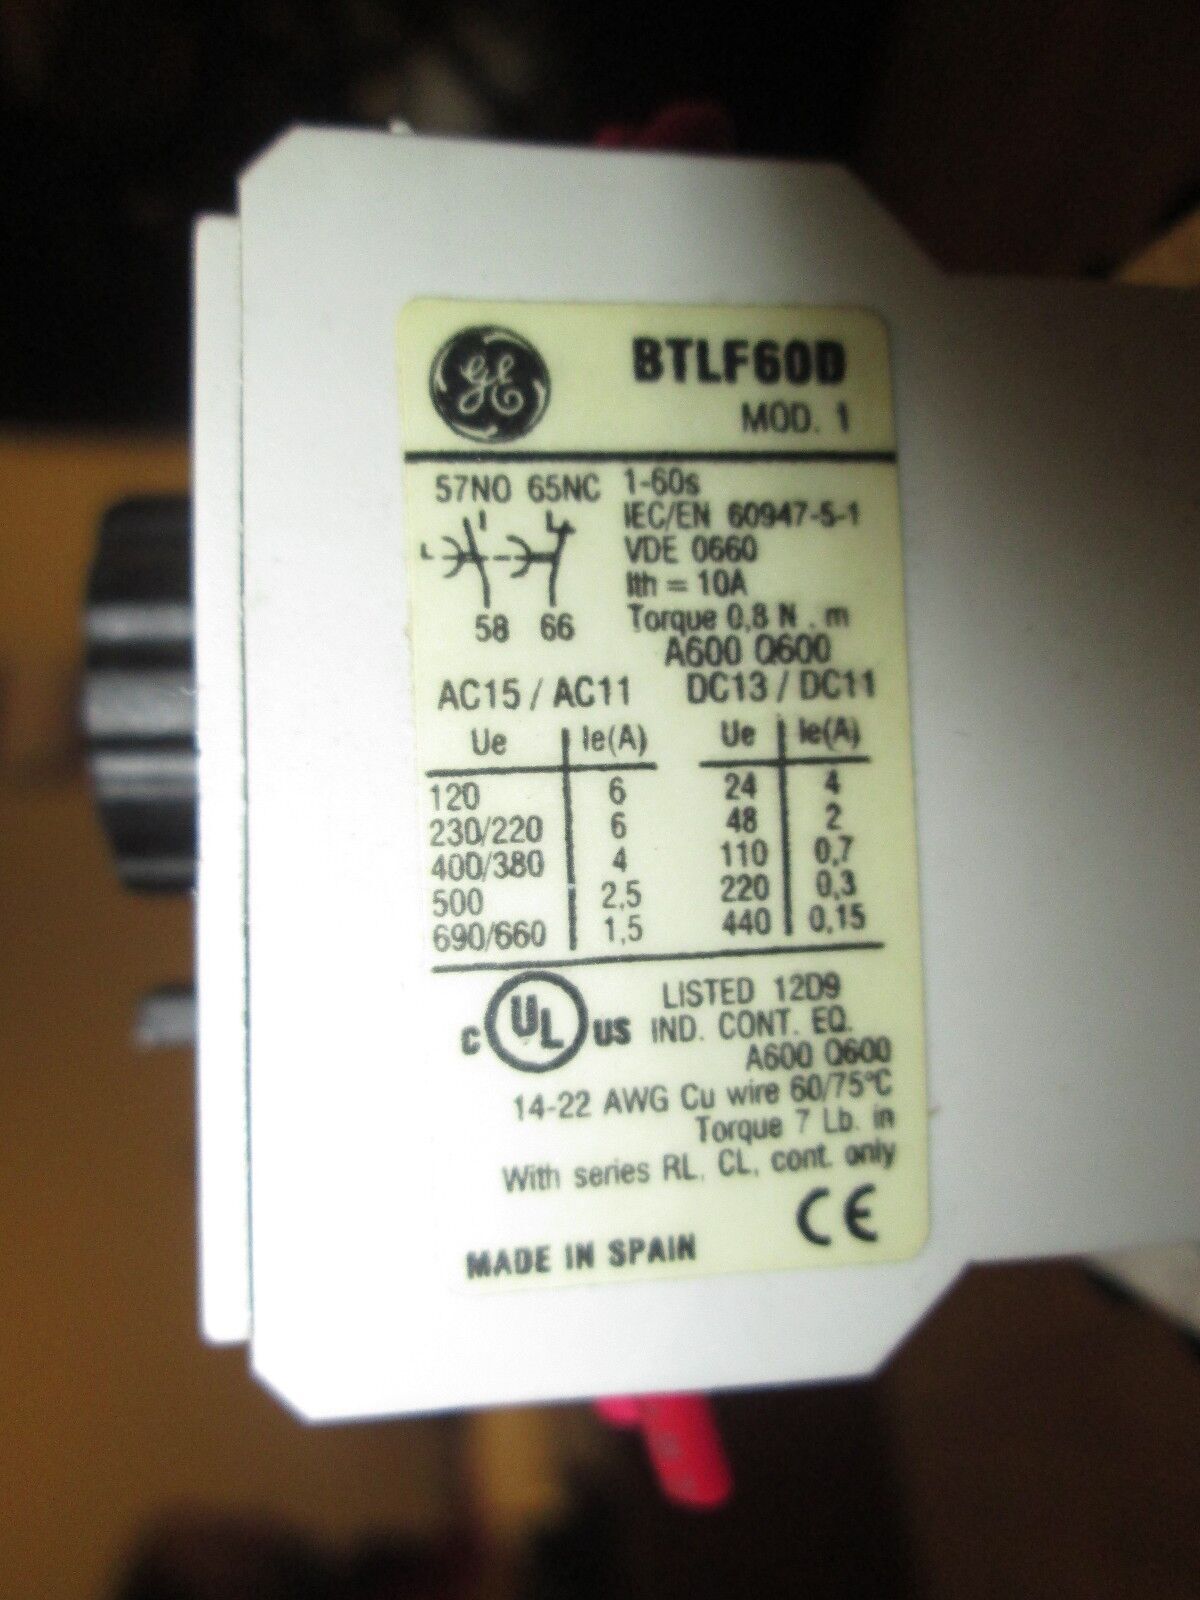 GE
BTLF60D
MOD. 1
57NO 65NC
58 66
1-60s
IEC/EN 60947-5-1
VDE 0660
Ith = 10A
Torque 0,8 N . m
A600 Q600
AC15 / AC11 DC13 / DC11
Ue Ie(A) Ue Ie(A)
120 6 24 4
230/220 6 48 2
400/380 4 110 0,7
500 2,5 220 0,3
690/660 1,5 440 0,15
C UL US LISTED 12D9
IND. CONT. EQ.
A600 Q600
14-22 AWG Cu wire 60/75°C
Torque 7 Lb. in
With series RL, CL, cont. only
CE
MADE IN SPAIN